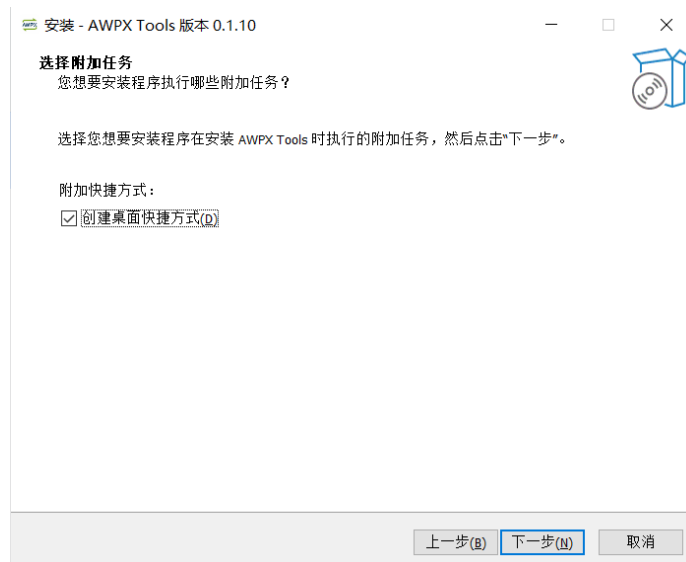 安装 - AWPX Tools 版本 0.1.10
选择附加任务
您想要安装程序执行哪些附加任务？
选择您想要安装程序在安装 AWPX Tools 时执行的附加任务，然后点击“下一步”。
附加快捷方式：
创建桌面快捷方式(D)
上一步(B) 下一步(N) 取消